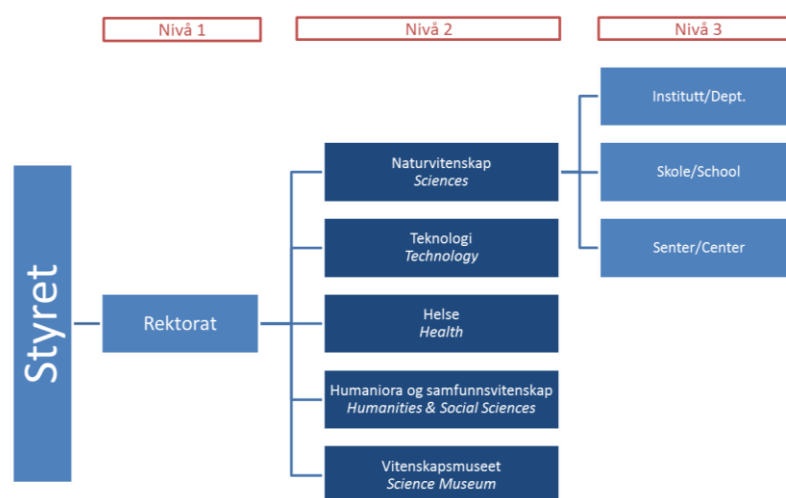 Nivå 1
Nivå 2
Nivå 3
Styret
Rektorat
Naturvitenskap
Sciences
Teknologi
Technology
Helse
Health
Humaniora og samfunnsvitenskap
Humanities & Social Sciences
Vitenskapsmuseet
Science Museum
Institutt/Dept.
Skole/School
Senter/Center